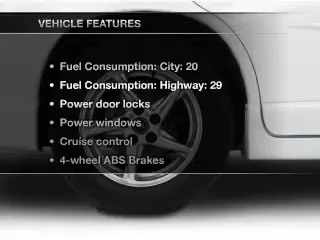 VEHICLE FEATURES
• Fuel Consumption: City: 20
• Fuel Consumption: Highway: 29
• Power door locks
• Power windows
• Cruise control
• 4-wheel ABS Brakes